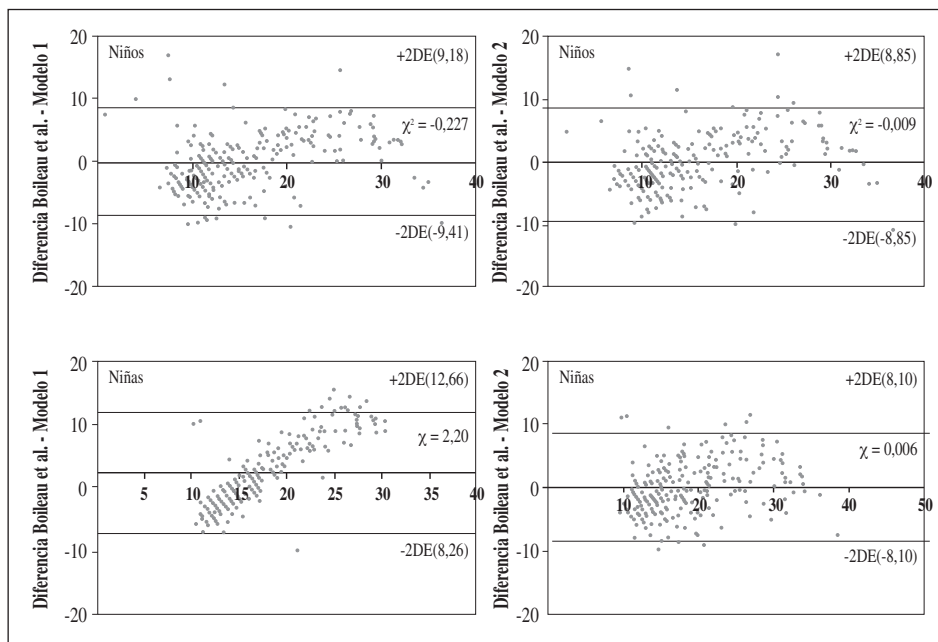 Diferencia Boileau et al. - Modelo 1
20
10
0
-10
-20
Niños
+2DE(9,18)
χ² = -0,227
10 20 30 40
-2DE(-9,41)
Diferencia Boileau et al. - Modelo 2
20
10
0
-10
-20
Niños
+2DE(8,85)
χ² = -0,009
10 20 30 40
-2DE(-8,85)
Diferencia Boileau et al. - Modelo 1
20
10
0
-10
-20
Niñas
+2DE(12,66)
χ = 2,20
5 10 15 20 25 30 35 40
-2DE(8,26)
Diferencia Boileau et al. - Modelo 2
20
10
0
-10
-20
Niñas
+2DE(8,10)
χ = 0,006
10 20 30 40 50
-2DE(-8,10)